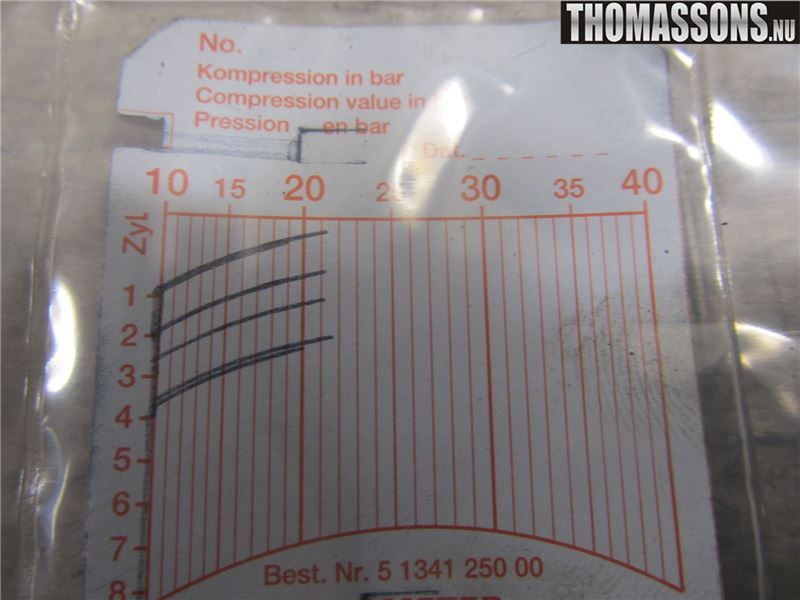 THOMASSONS.NU
No.
Kompression in bar
Compression value in
Pression en bar
Dat.
10 15 20 25 30 35 40
Zyl.
1
2
3
4
5
6
7
8
Best. Nr. 5 1341 250 00